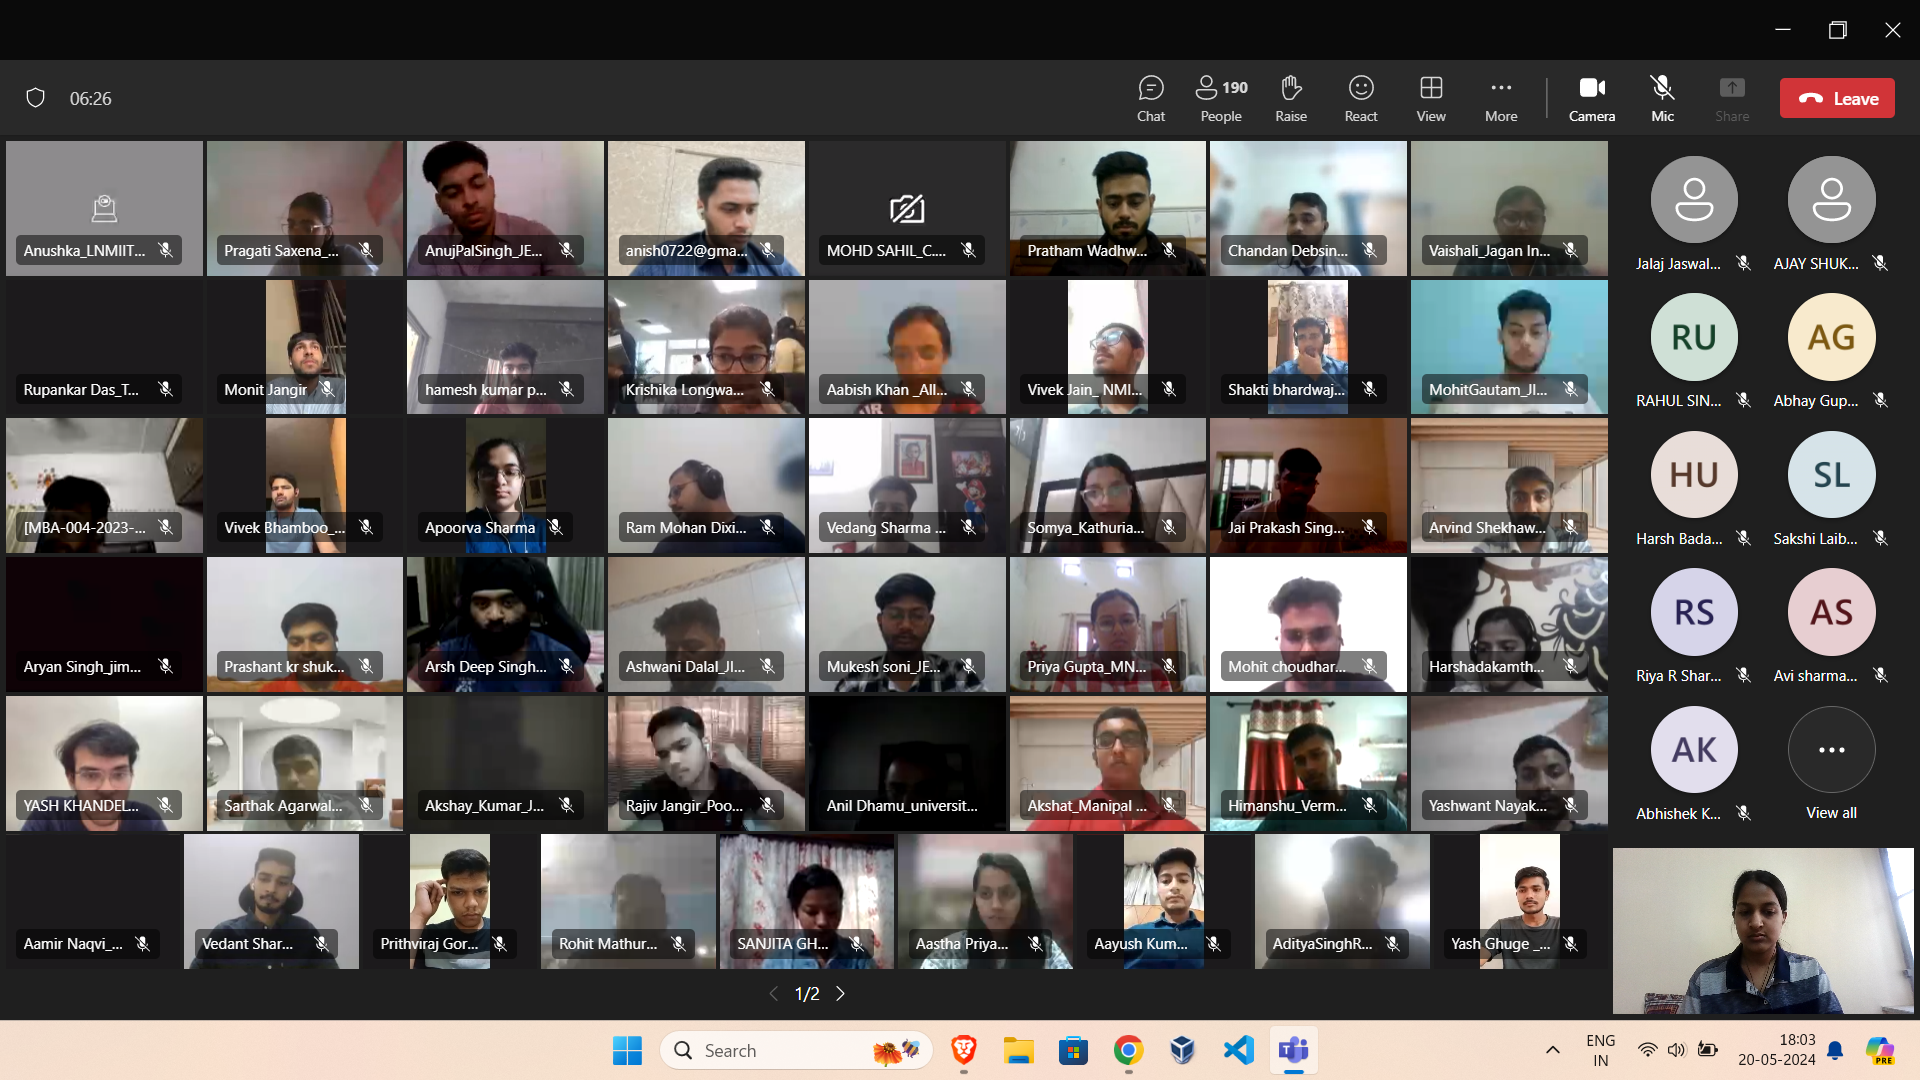 06:26
Chat
190
People
Raise
React
View
More
Camera
Mic
Share
Leave
Anushka_LNMIIT...
Pragati Saxena_...
AnujPalSingh_JE...
anish0722@gma...
MOHD SAHIL_C....
Pratham Wadhw...
Chandan Debsin...
Vaishali_Jagan In...
Rupankar Das_T...
Monit Jangir
hamesh kumar p...
Krishika Longwa...
Aabish Khan _All...
Vivek Jain_ NMI...
Shakti bhardwaj...
MohitGautam_JI...
[MBA-004-2023-...
Vivek Bhamboo_...
Apoorva Sharma
Ram Mohan Dixi...
Vedang Sharma ...
Somya_Kathuria...
Jai Prakash Sing...
Arvind Shekhaw...
Aryan Singh_jim...
Prashant kr shuk...
Arsh Deep Singh...
Ashwani Dalal_JI...
Mukesh soni_JE...
Priya Gupta_MN...
Mohit choudhar...
Harshadakamth...
YASH KHANDEL...
Sarthak Agarwal...
Akshay_Kumar_J...
Rajiv Jangir_Poo...
Anil Dhamu_universit...
Akshat_Manipal ...
Himanshu_Verm...
Yashwant Nayak...
Aamir Naqvi_...
Vedant Shar...
Prithviraj Gor...
Rohit Mathur...
SANJITA GH...
Aastha Priya...
Aayush Kum...
AdityaSinghR...
Yash Ghuge _...
1/2
Jalaj Jaswal...
AJAY SHUK...
RU
AG
RAHUL SIN...
Abhay Gup...
HU
SL
Harsh Bada...
Sakshi Laib...
RS
AS
Riya R Shar...
Avi sharma...
AK
Abhishek K...
View all
Search
PRE
ENG
IN
18:03
20-05-2024